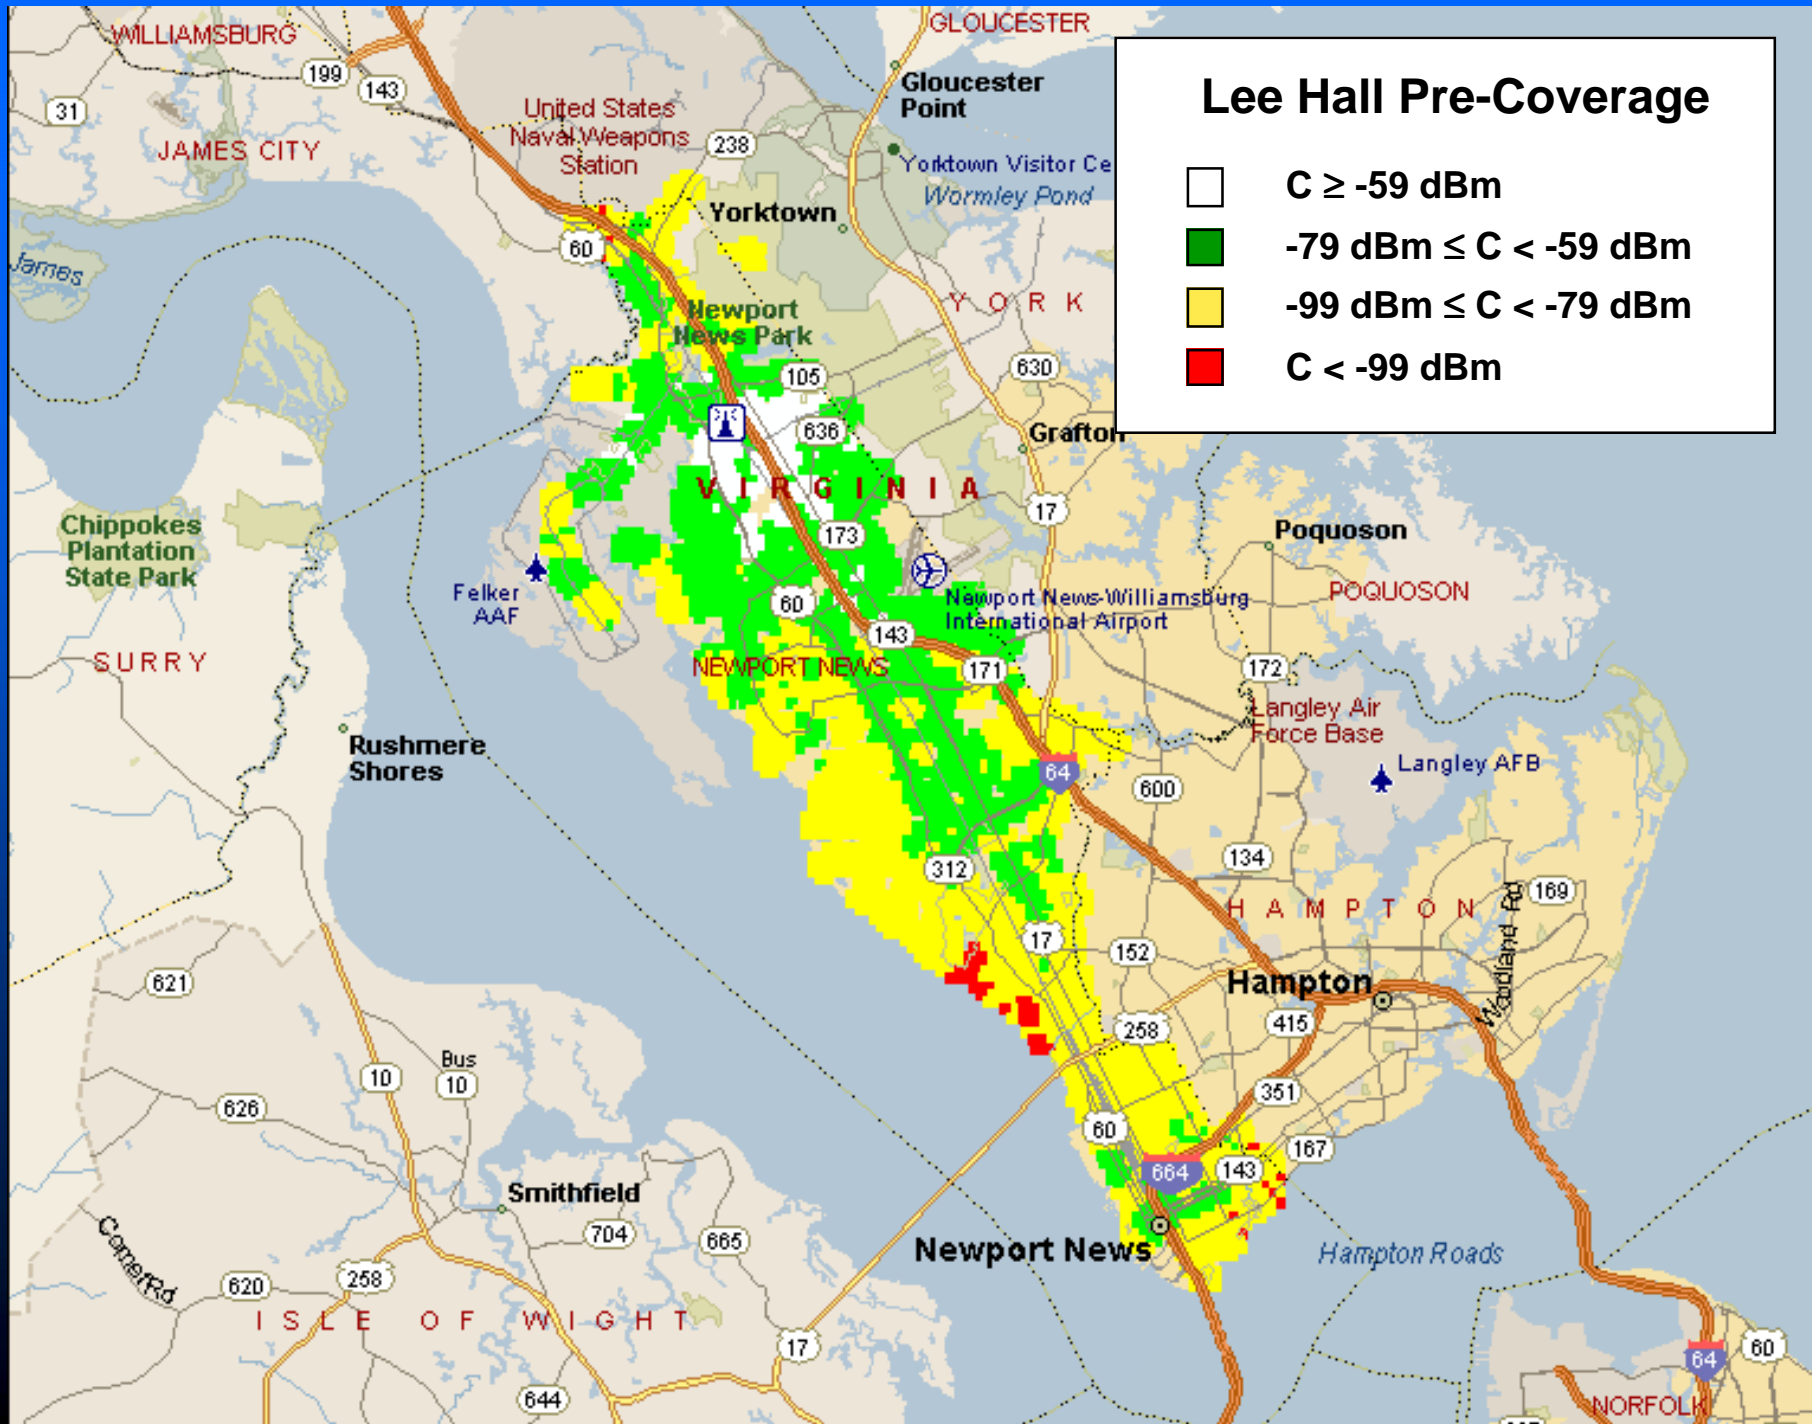 Lee Hall Pre-Coverage
C ≥ -59 dBm
-79 dBm ≤ C < -59 dBm
-99 dBm ≤ C < -79 dBm
C < -99 dBm
WILLIAMSBURG
GLOUCESTER
199
143
31
Gloucester
Point
United States
Naval Weapons
Station
JAMES CITY
238
Yorktown Visitor Ce
Wormley Pond
Yorktown
60
James
YORK
Newport
News Park
105
630
636
Grafton
VIRGINIA
17
Chippokes
Plantation
State Park
173
Poquoson
Felker
AAF
60
Newport News-Williamsburg
International Airport
POQUOSON
143
SURRY
NEWPORT NEWS
171
172
Langley Air
Force Base
Rushmere
Shores
64
Langley AFB
600
134
312
169
HAMPTON
Woodland Rd
17
152
621
Hampton
415
258
Bus
10
10
351
626
60
167
664
143
Smithfield
704
665
Newport News
Hampton Roads
Comer Rd
620
258
ISLE OF WIGHT
17
60
64
644
NORFOLK